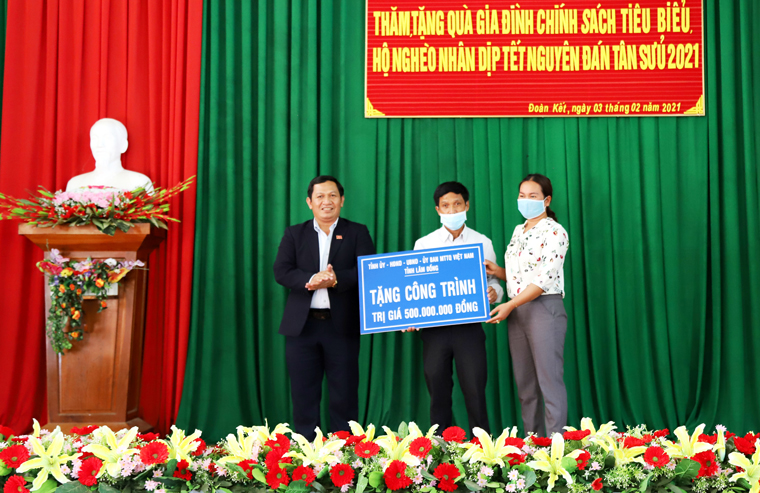 THĂM, TẶNG QUÀ GIA ĐÌNH CHÍNH SÁCH TIÊU BIỂU,
HỘ NGHÈO NHÂN DỊP TẾT NGUYÊN ĐÁN TÂN SỬU 2021
Đoàn Kết, ngày 03 tháng 02 năm 2021
TỈNH ỦY - HĐND - UBND - ỦY BAN MTTQ VIỆT NAM
TỈNH LÂM ĐỒNG
TẶNG CÔNG TRÌNH
TRỊ GIÁ 500.000.000 ĐỒNG